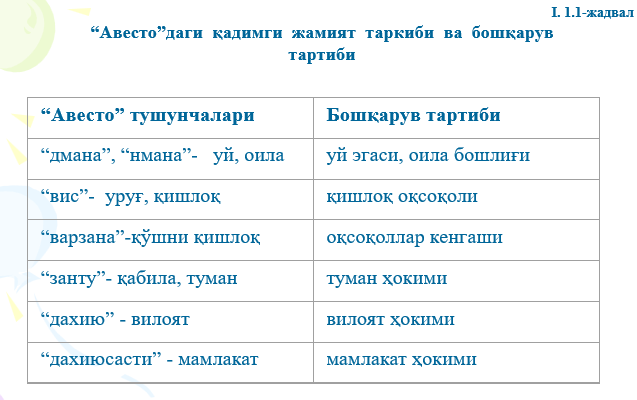 I. 1.1-жадвал
“Авесто”даги қадимги жамият таркиби ва бошқарув
тартиби
“Авесто” тушунчалари Бошқарув тартиби
“дмана”, “нмана”- уй, оила уй эгаси, оила бошлиғи
“вис”- уруғ, қишлоқ қишлоқ оқсоқоли
“варзана”-қўшни қишлоқ оқсоқоллар кенгаши
“занту”- қабила, туман туман ҳокими
“дахию” - вилоят вилоят ҳокими
“дахиюсасти” - мамлакат мамлакат ҳокими